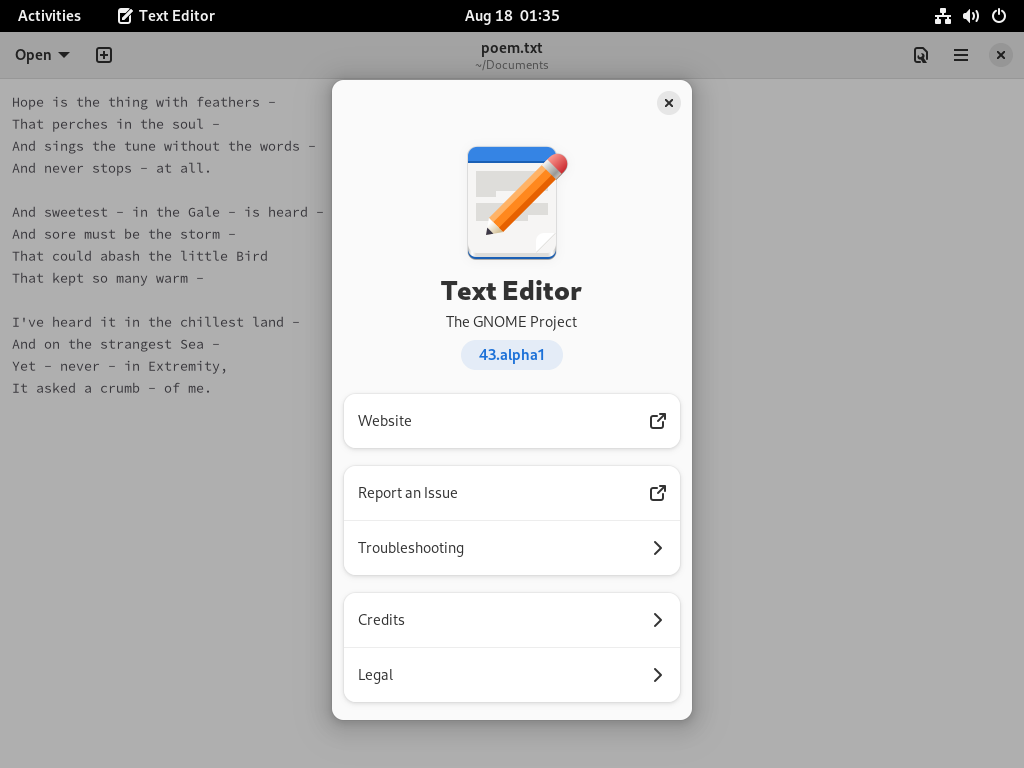 Activities
Text Editor
Aug 18 01:35
Open
poem.txt
~/Documents
Hope is the thing with feathers –
That perches in the soul –
And sings the tune without the words –
And never stops – at all.
And sweetest – in the Gale – is heard –
And sore must be the storm –
That could abash the little Bird
That kept so many warm –
I've heard it in the chillest land –
And on the strangest Sea –
Yet – never – in Extremity,
It asked a crumb – of me.
Text Editor
The GNOME Project
43.alpha1
Website
Report an Issue
Troubleshooting
Credits
Legal